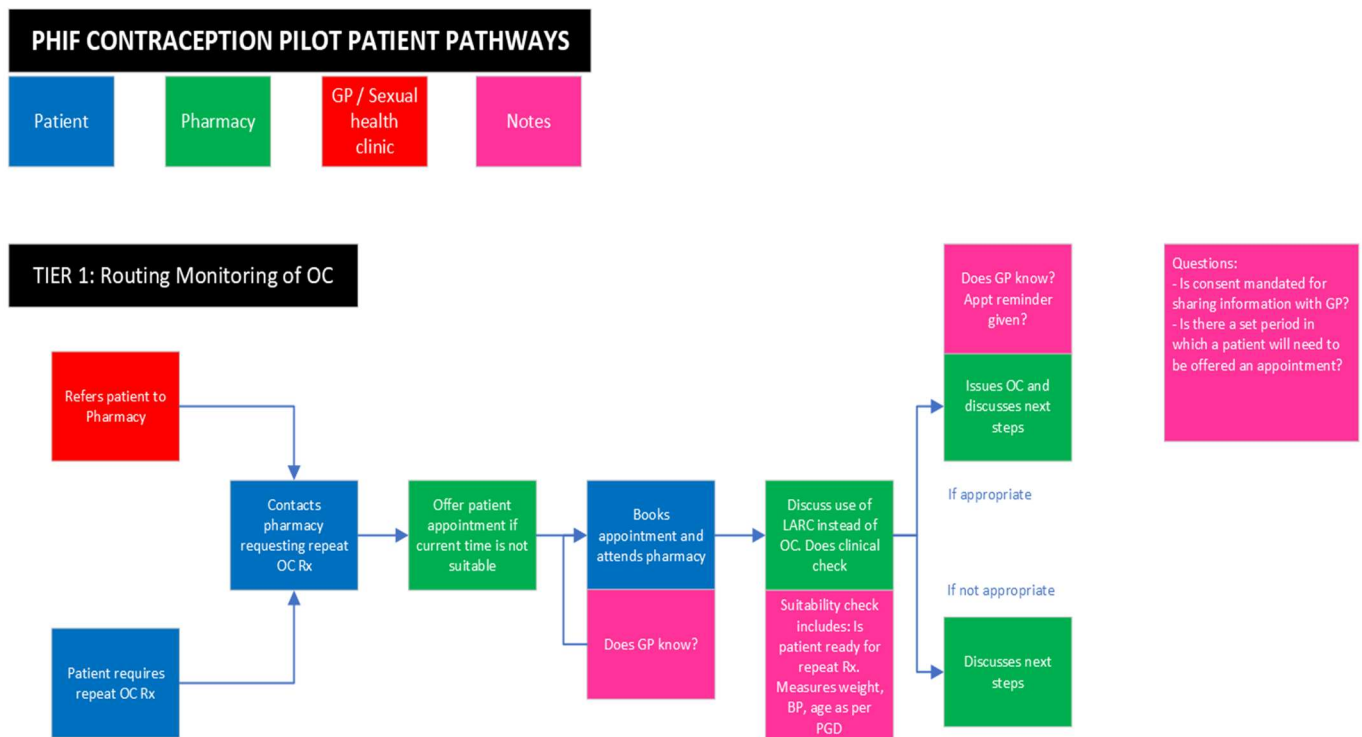 PHIF CONTRACEPTION PILOT PATIENT PATHWAYS
Patient
Pharmacy
GP / Sexual
health
clinic
Notes
TIER 1: Routing Monitoring of OC
Refers patient to
Pharmacy
Patient requires
repeat OC Rx
Contacts
pharmacy
requesting repeat
OC Rx
Offer patient
appointment if
current time is not
suitable
Books
appointment and
attends pharmacy
Does GP know?
Discuss use of
LARC instead of
OC. Does clinical
check
Suitability check
includes: Is
patient ready for
repeat Rx.
Measures weight,
BP, age as per
PGD
Does GP know?
Appt reminder
given?
Issues OC and
discusses next
steps
If appropriate
If not appropriate
Discusses next
steps
Questions:
- Is consent mandated for
sharing information with GP?
- Is there a set period in
which a patient will need to
be offered an appointment?